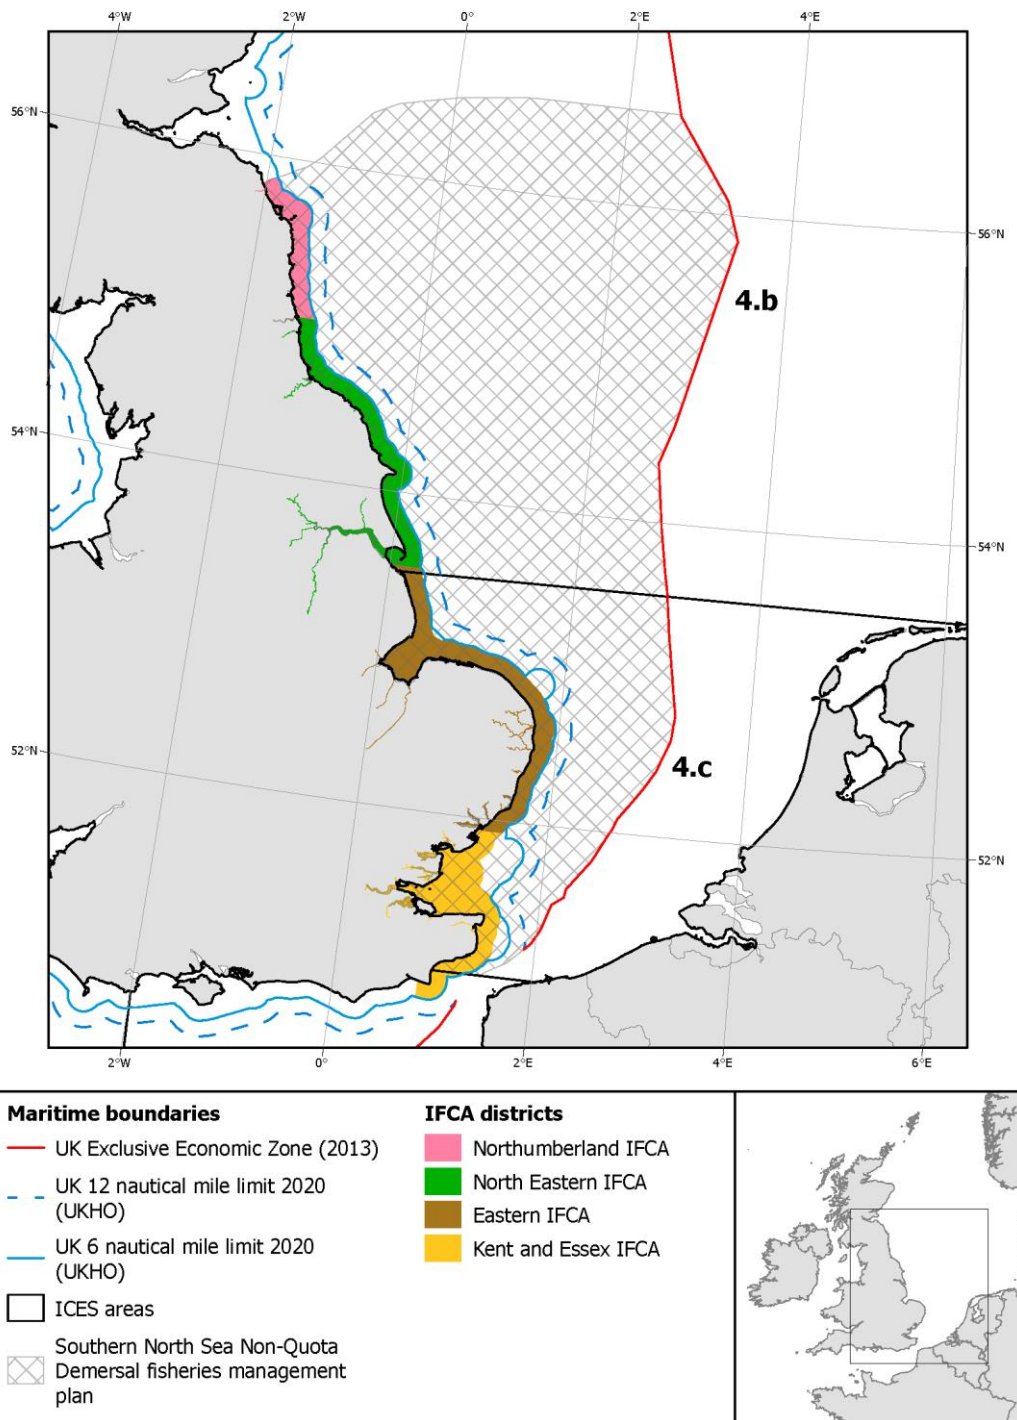 4°W 2°W 0° 2°E 4°E
56°N
56°N
4.b
54°N
54°N
52°N
4.c
52°N
2°W 0° 2°E 4°E 6°E
Maritime boundaries
UK Exclusive Economic Zone (2013)
UK 12 nautical mile limit 2020
(UKHO)
UK 6 nautical mile limit 2020
(UKHO)
ICES areas
Southern North Sea Non-Quota
Demersal fisheries management
plan
IFCA districts
Northumberland IFCA
North Eastern IFCA
Eastern IFCA
Kent and Essex IFCA